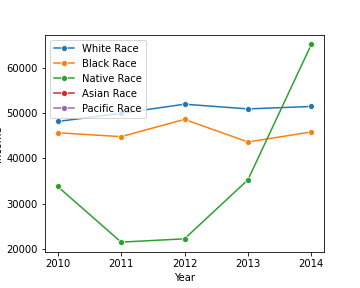 White Race
Black Race
Native Race
Asian Race
Pacific Race
60000
50000
40000
30000
20000
2010 2011 2012 2013 2014
Year